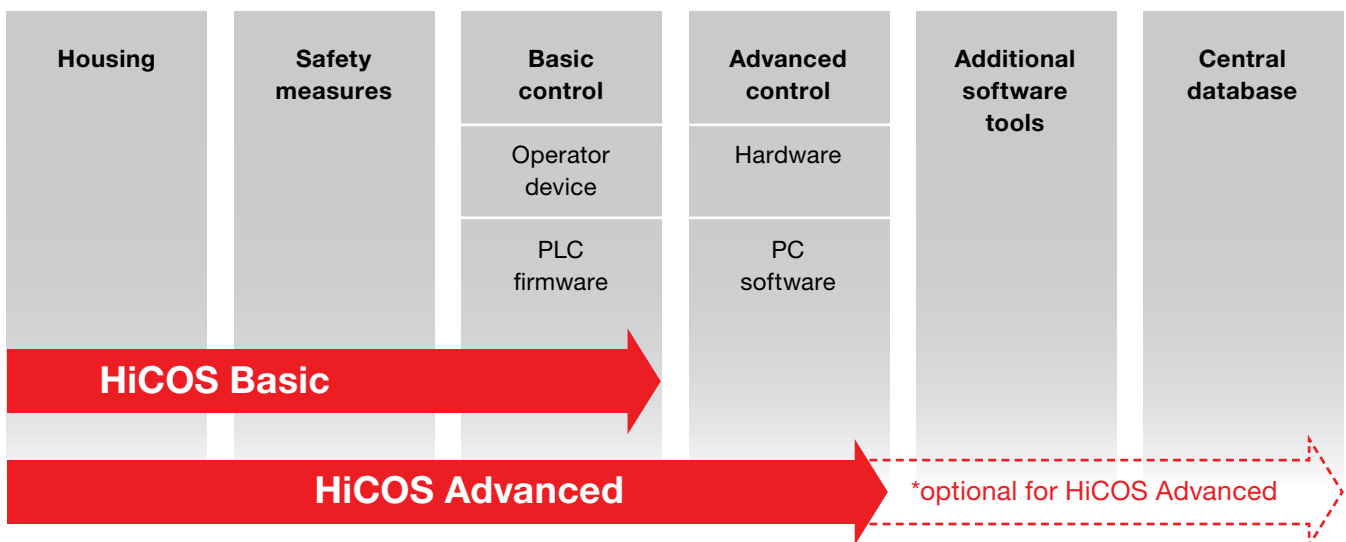 Housing
Safety
measures
Basic
control
Operator
device
PLC
firmware
Advanced
control
Hardware
PC
software
Additional
software
tools
Central
database
HiCOS Basic
HiCOS Advanced
*optional for HiCOS Advanced